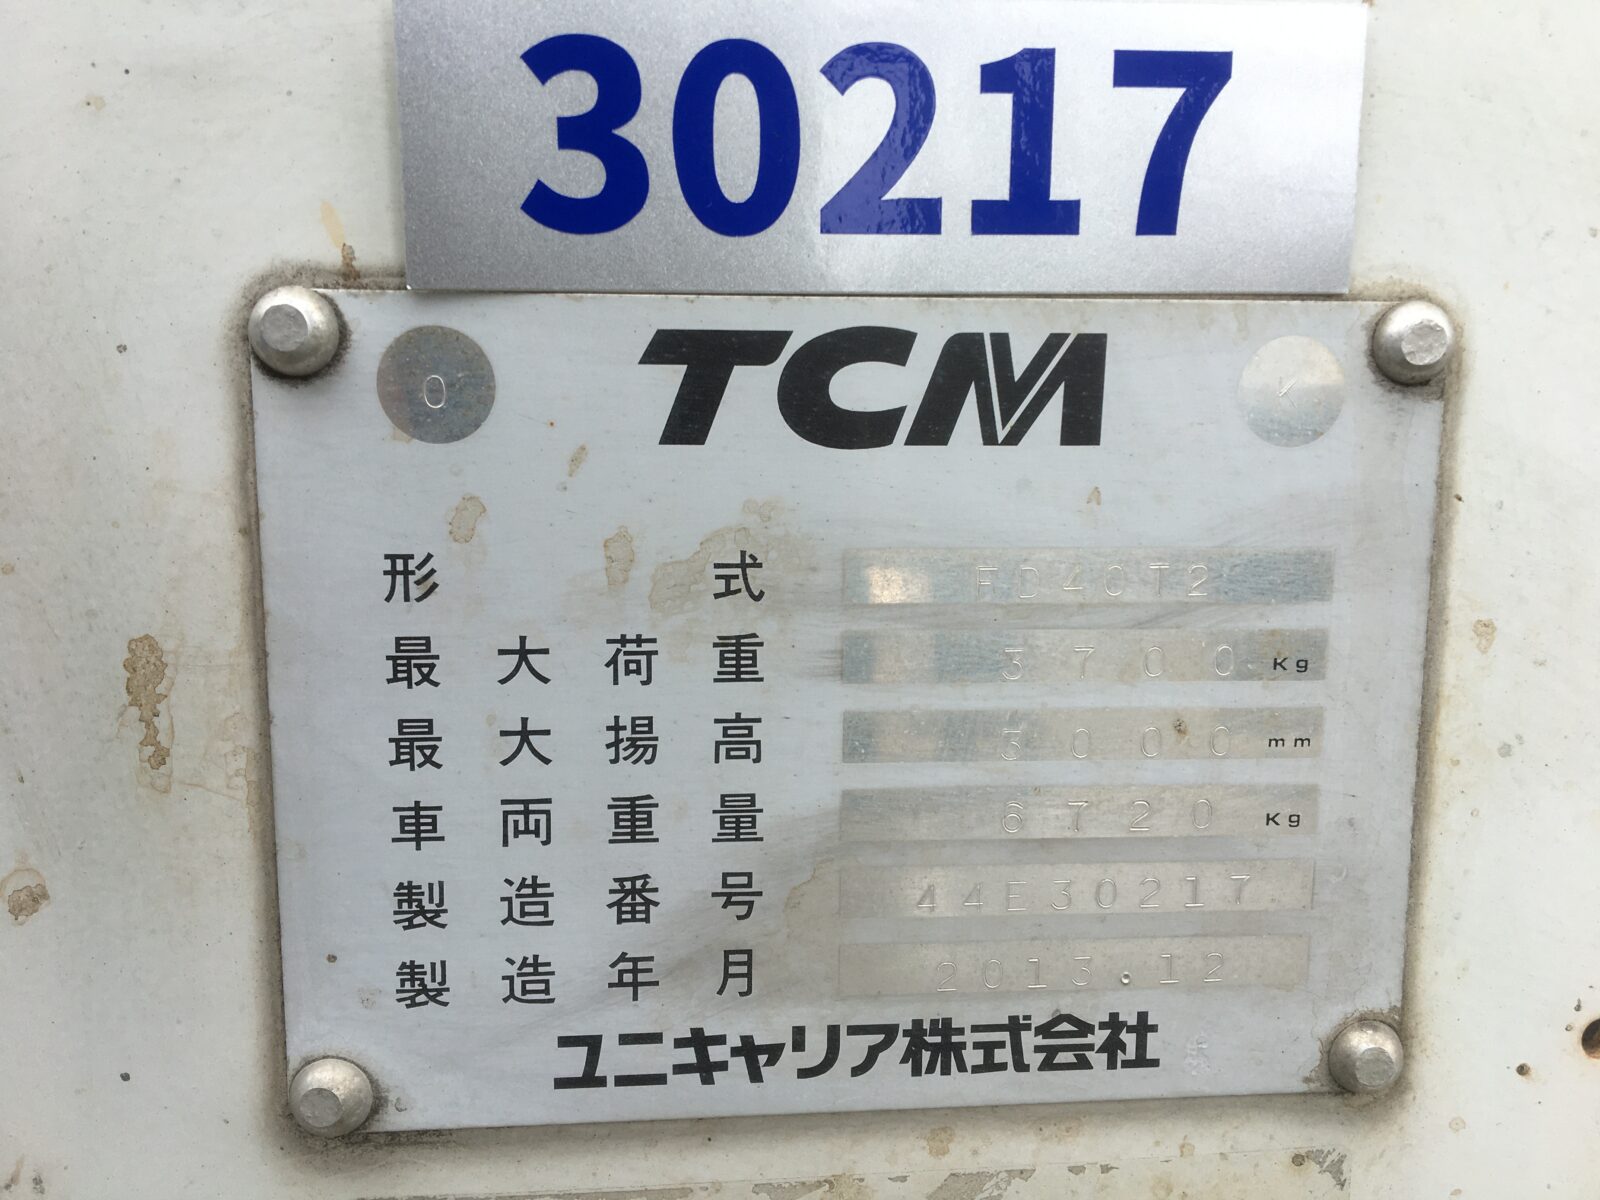 30217
O TCM K
形式 FD40T2
最大荷重 3700 Kg
最大揚高 3000 mm
車両重量 6720 Kg
製造番号 44E30217
製造年月 2013.12
ユニキャリア株式会社